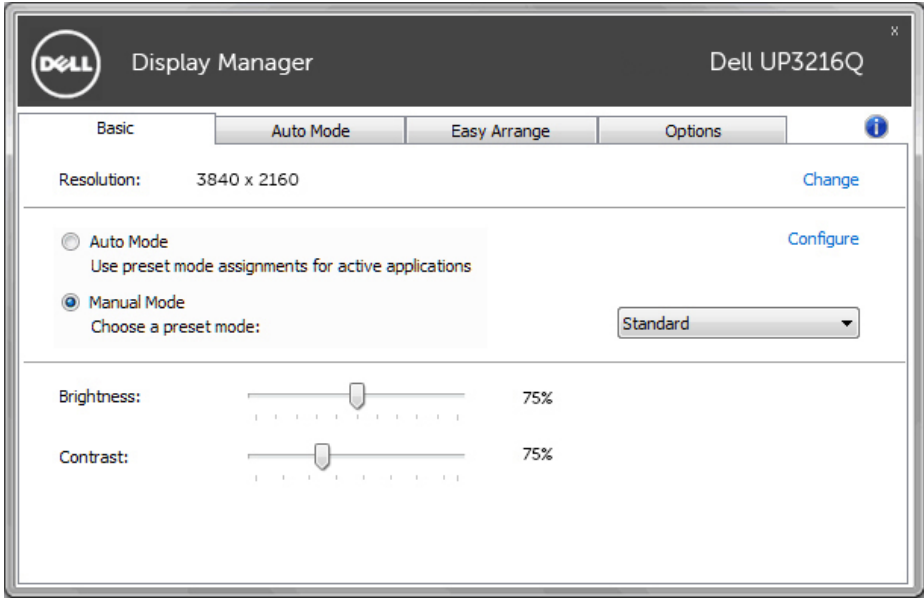 DELL Display Manager Dell UP3216Q
x
Basic Auto Mode Easy Arrange Options i
Resolution: 3840 x 2160 Change
Auto Mode Configure
Use preset mode assignments for active applications
Manual Mode
Choose a preset mode: Standard
Brightness: 75%
Contrast: 75%